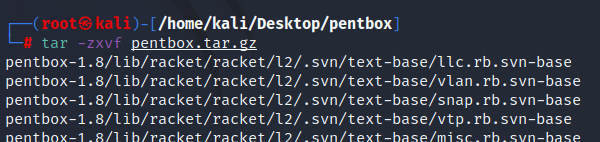 ┌──(root㉿kali)-[/home/kali/Desktop/pentbox]
└─# tar -zxvf pentbox.tar.gz
pentbox-1.8/lib/racket/racket/l2/.svn/text-base/llc.rb.svn-base
pentbox-1.8/lib/racket/racket/l2/.svn/text-base/vlan.rb.svn-base
pentbox-1.8/lib/racket/racket/l2/.svn/text-base/snap.rb.svn-base
pentbox-1.8/lib/racket/racket/l2/.svn/text-base/vtp.rb.svn-base
pentbox-1.8/lib/racket/racket/l2/.svn/text-base/misc.rb.svn-base